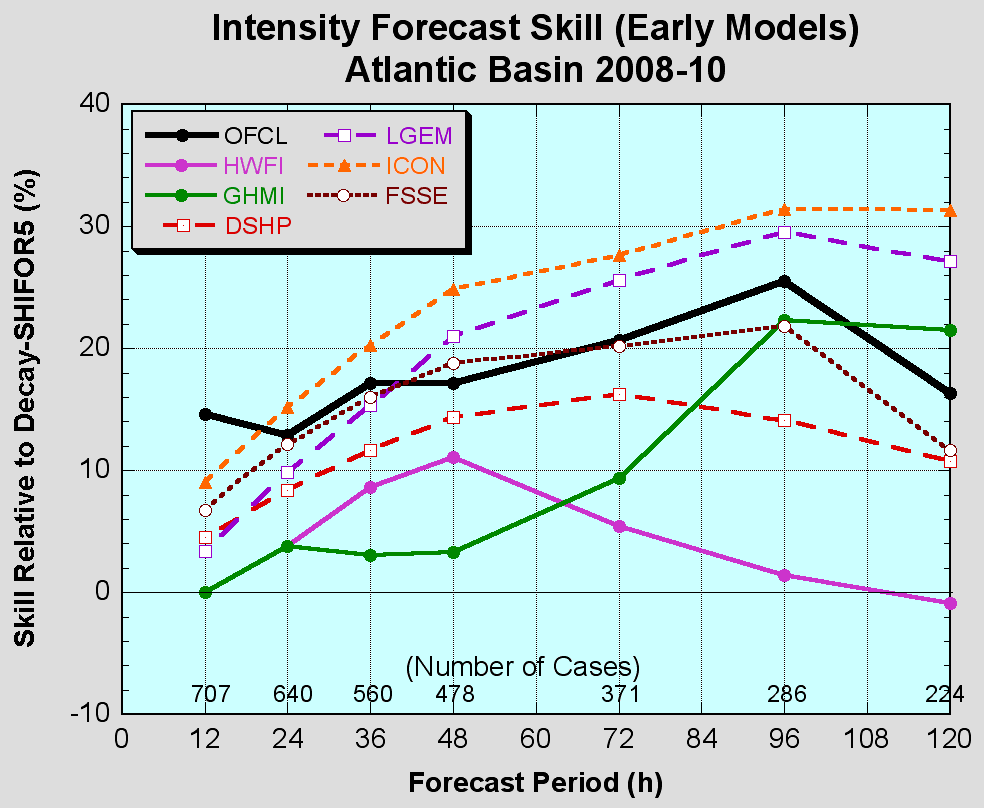 Intensity Forecast Skill (Early Models)
Atlantic Basin 2008-10
Skill Relative to Decay-SHIFOR5 (%)
40
30
20
10
0
-10
OFCL LGEM
HWFI ICON
GHMI FSSE
DSHP
(Number of Cases)
707 640 560 478 371 286 224
0 12 24 36 48 60 72 84 96 108 120
Forecast Period (h)